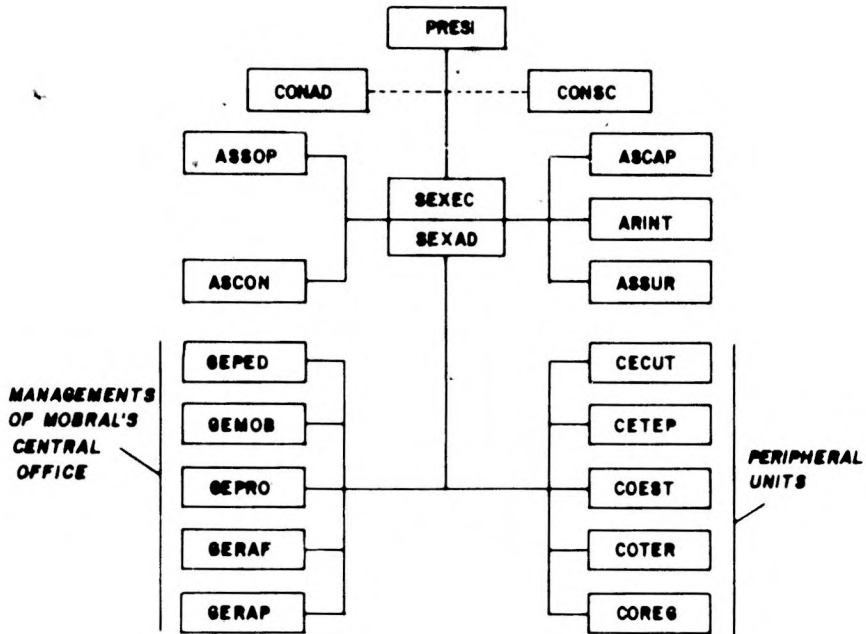 PRESI
CONAD
CONSC
ASSOP
ASCAP
SEXEC
ARINT
SEXAD
ASCON
ASSUR
GEPED
CECUT
MANAGEMENTS
OF MOBRAL'S
CENTRAL
OFFICE
GEMOB
CETEP
GEPRO
COEST
PERIPHERAL
UNITS
GERAF
COTER
GERAP
COREG